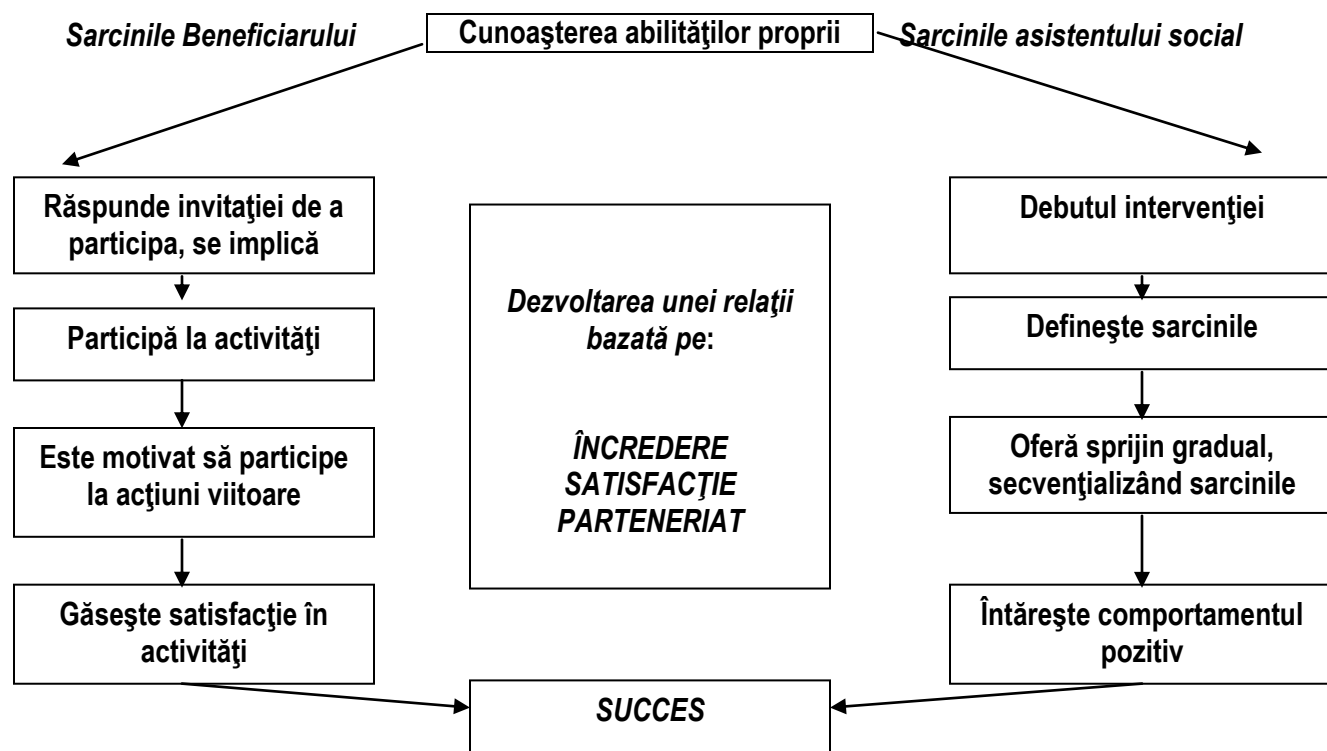 Sarcinile Beneficiarului
Cunoaşterea abilităţilor proprii
Sarcinile asistentului social
Răspunde invitaţiei de a
participa, se implică
Participă la activităţi
Este motivat să participe
la acţiuni viitoare
Găseşte satisfacţie în
activităţi
Dezvoltarea unei relaţii
bazată pe:
ÎNCREDERE
SATISFACŢIE
PARTENERIAT
Debutul intervenţiei
Defineşte sarcinile
Oferă sprijin gradual,
secvenţializând sarcinile
Întăreşte comportamentul
pozitiv
SUCCES